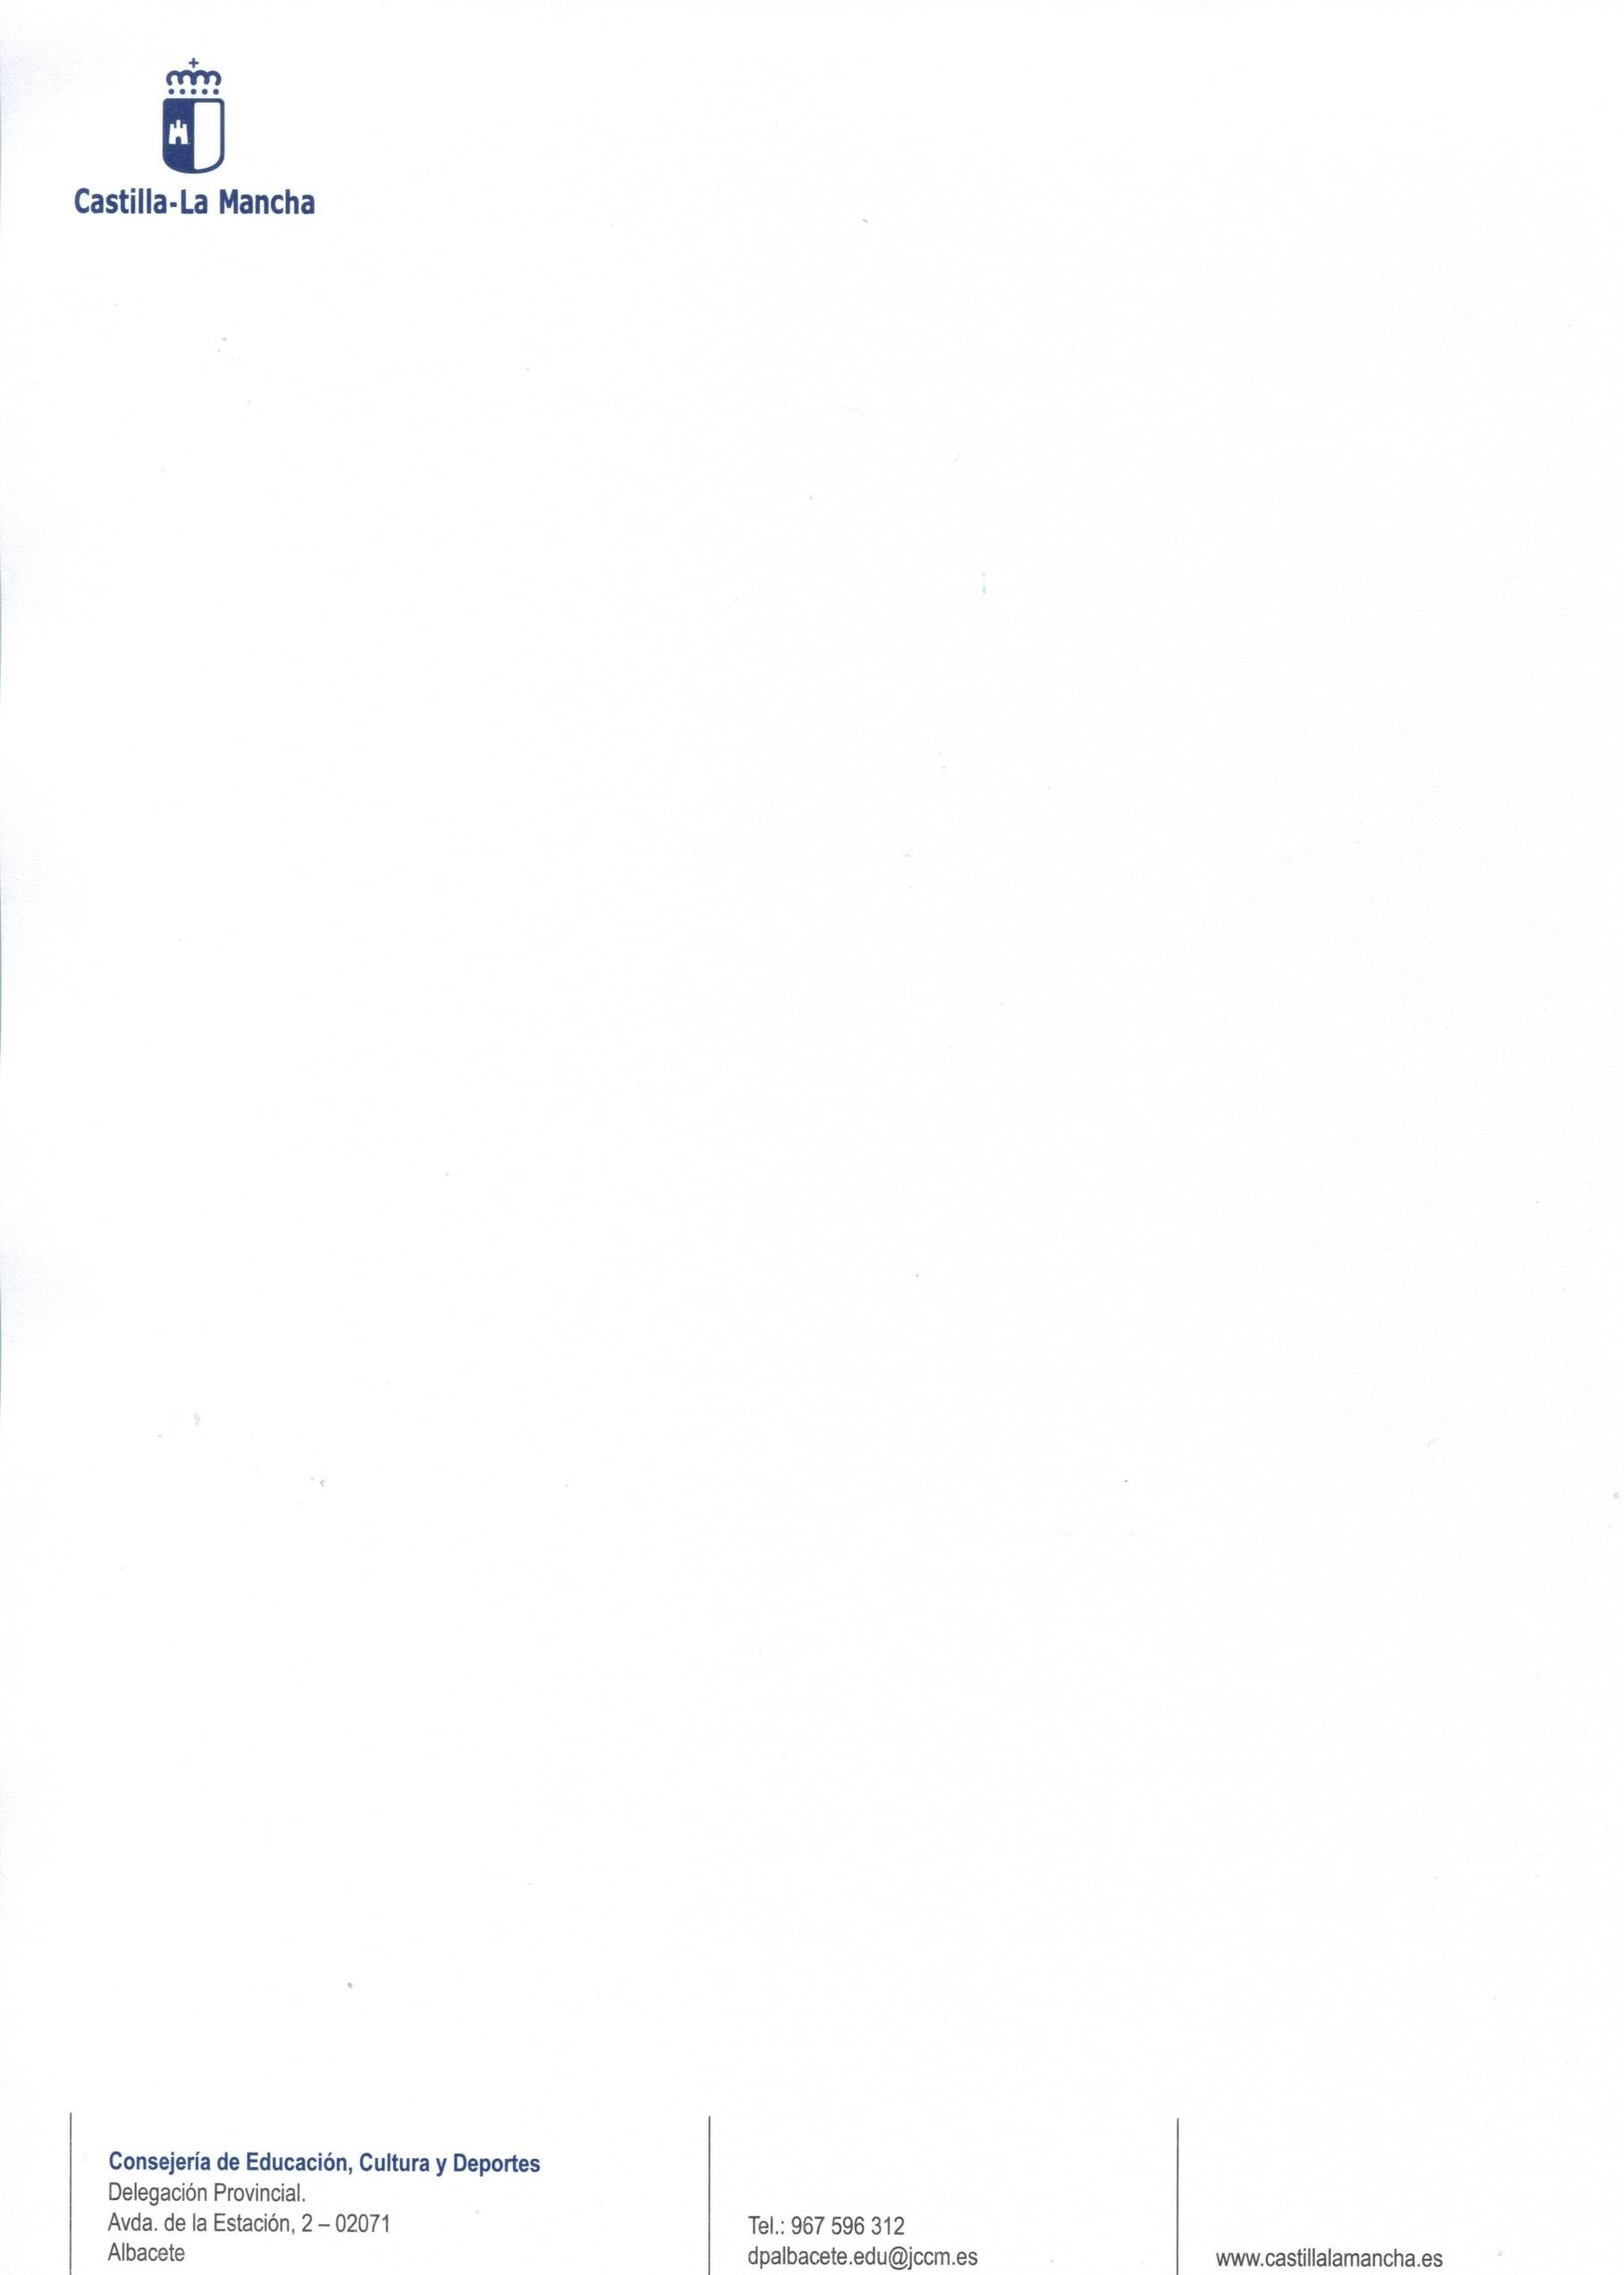 Castilla-La Mancha
Consejería de Educación, Cultura y Deportes
Delegación Provincial.
Avda. de la Estación, 2 – 02071
Albacete
Tel.: 967 596 312
dpalbacete.edu@jccm.es
www.castillalamancha.es